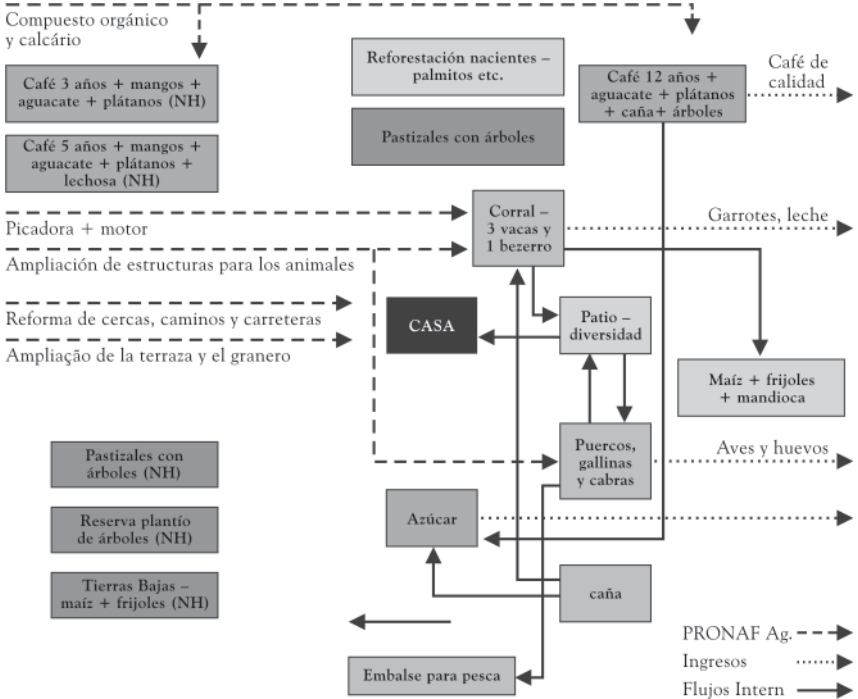 Compuesto orgánico
y calcário
Café 3 años + mangos +
aguacate + plátanos (NH)
Café 5 años + mangos +
aguacate + plátanos +
lechosa (NH)
Reforestación nacientes –
palmitos etc.
Pastizales con árboles
Café 12 años +
aguacate + plátanos
+ caña+ árboles
Café de
calidad
Picadora + motor
Ampliación de estructuras para los animales
Corral –
3 vacas y
1 bezerro
Garrotes, leche
Reforma de cercas, caminos y carreteras
Ampliação de la terraza y el granero
CASA
Patio –
diversidad
Maíz + frijoles
+ mandioca
Pastizales con
árboles (NH)
Reserva plantío
de árboles (NH)
Tierras Bajas –
maíz + frijoles (NH)
Puercos,
gallinas
y cabras
Aves y huevos
Azúcar
caña
Embalse para pesca
PRONAF Ag.
Ingresos
Flujos Intern